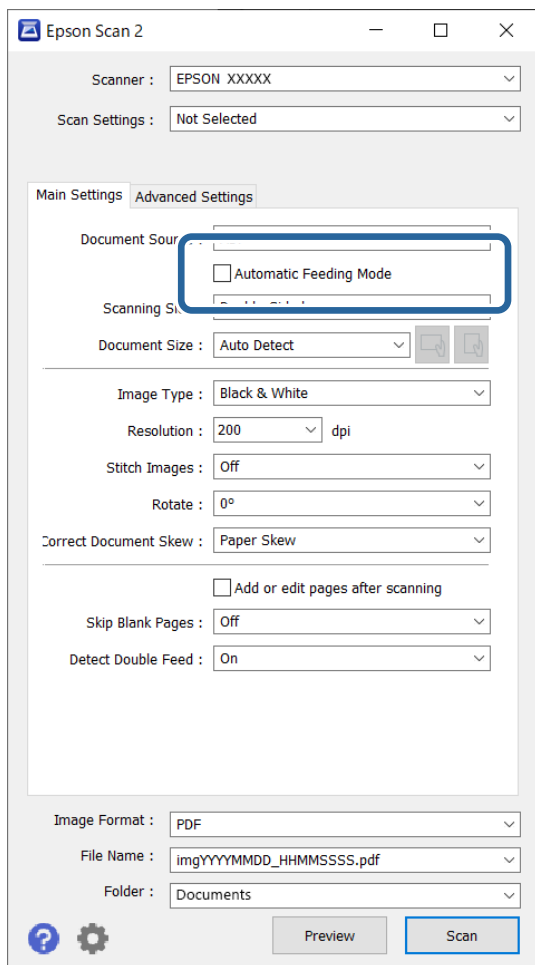 Epson Scan 2
Scanner : EPSON XXXXX
Scan Settings : Not Selected
Main Settings Advanced Settings
Document
Automatic Feeding Mode
Scanning
Document Size : Auto Detect
Image Type : Black & White
Resolution : 200 dpi
Stitch Images : Off
Rotate : 0°
Correct Document Skew : Paper Skew
Add or edit pages after scanning
Skip Blank Pages : Off
Detect Double Feed : On
Image Format : PDF
File Name : imgYYYYMMDD_HHMMSSSS.pdf
Folder : Documents
?
Preview Scan